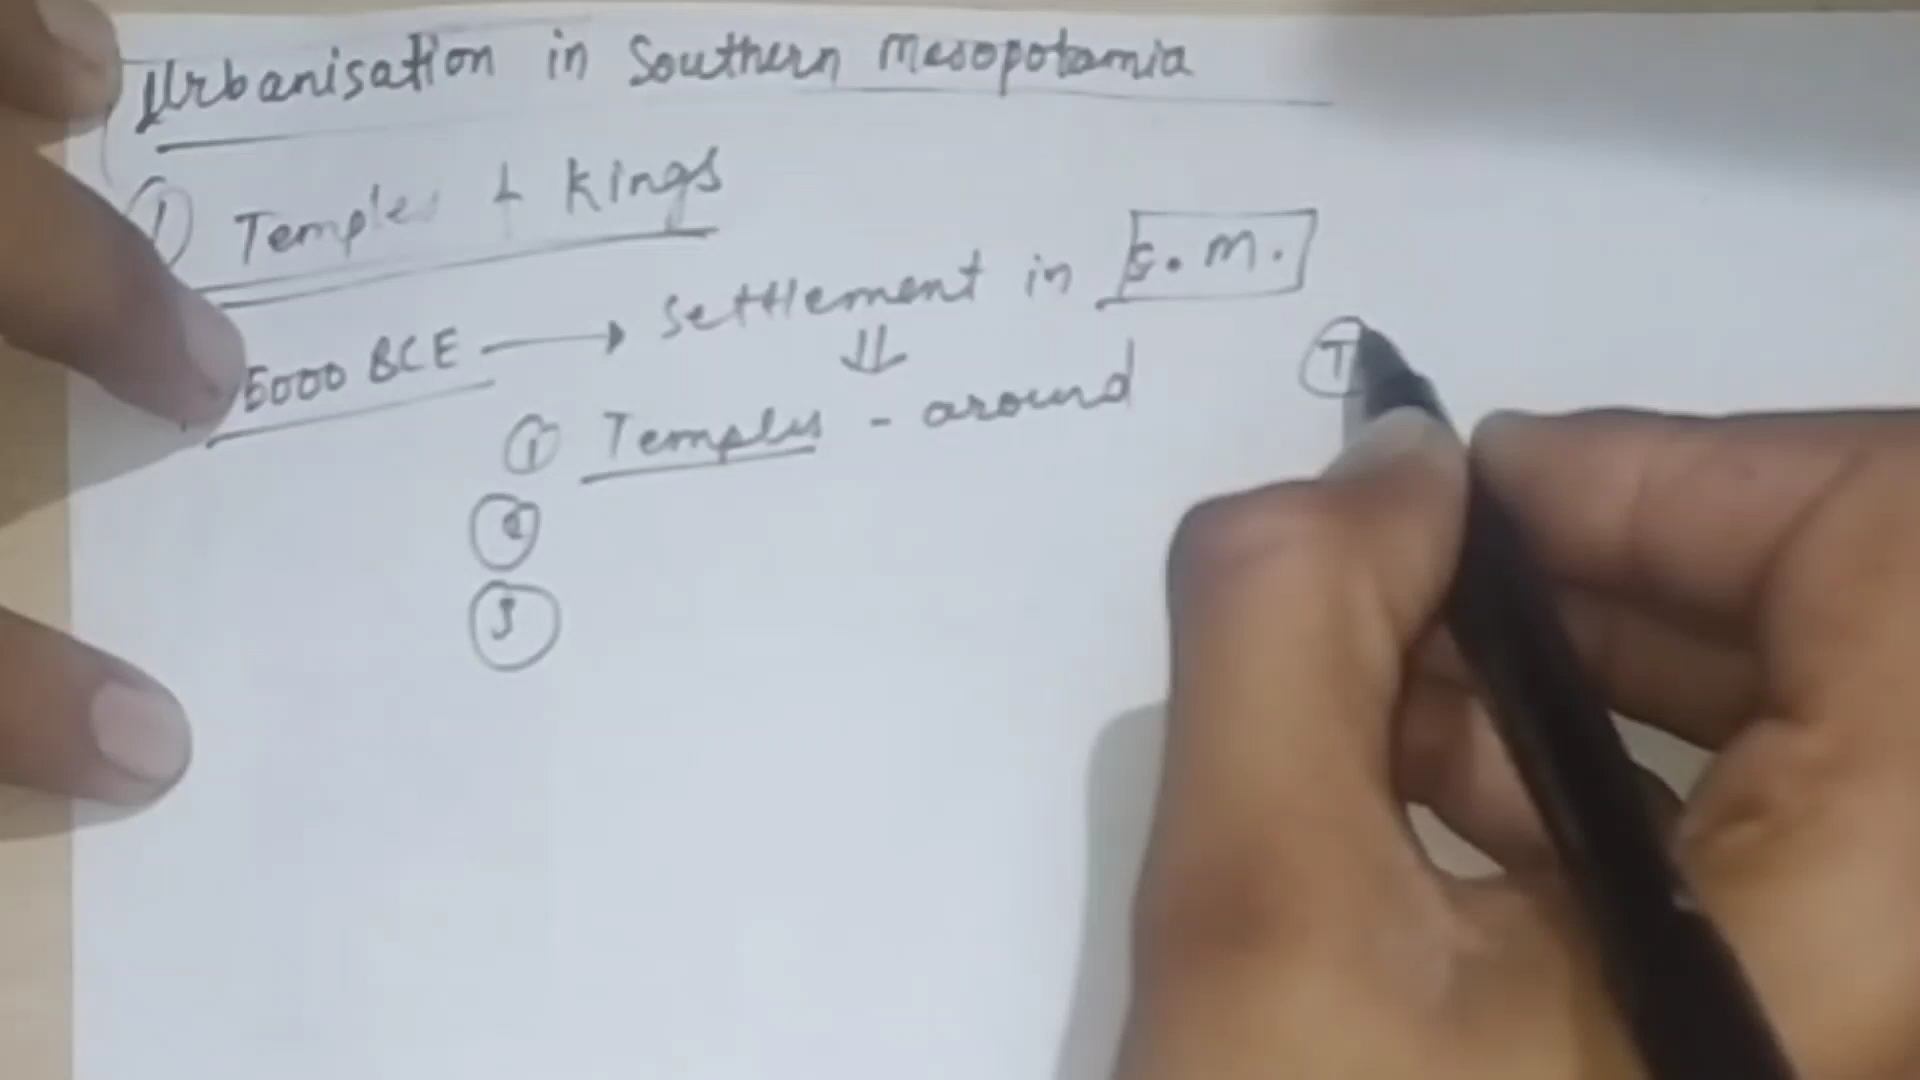 Urbanisation in Southern Mesopotamia
① Temples + Kings
5000 BCE → Settlement in S.M.
⇓
① Temples - around
T
②
③